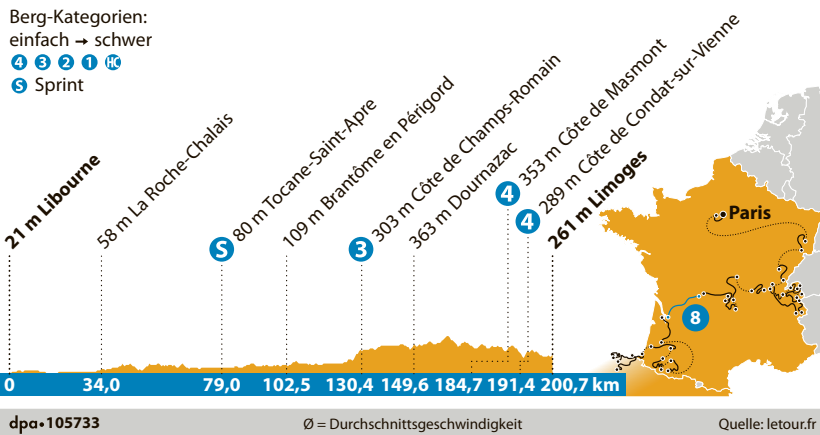 Berg-Kategorien:
einfach → schwer
4 3 2 1 HC
S Sprint
21 m Libourne
58 m La Roche-Chalais
S 80 m Tocane-Saint-Apre
109 m Brantôme en Périgord
3 303 m Côte de Champs-Romain
363 m Dournazac
4 353 m Côte de Masmont
4 289 m Côte de Condat-sur-Vienne
261 m Limoges
Paris
8
0 34,0 79,0 102,5 130,4 149,6 184,7 191,4 200,7 km
dpa•105733
Ø = Durchschnittsgeschwindigkeit
Quelle: letour.fr